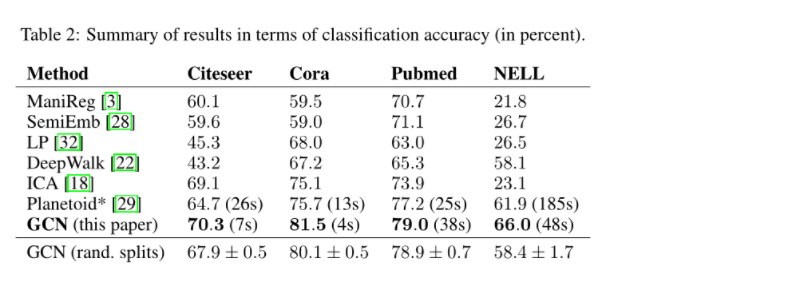 Table 2: Summary of results in terms of classification accuracy (in percent).
Method Citeseer Cora Pubmed NELL
ManiReg [3] 60.1 59.5 70.7 21.8
SemiEmb [28] 59.6 59.0 71.1 26.7
LP [32] 45.3 68.0 63.0 26.5
DeepWalk [22] 43.2 67.2 65.3 58.1
ICA [18] 69.1 75.1 73.9 23.1
Planetoid* [29] 64.7 (26s) 75.7 (13s) 77.2 (25s) 61.9 (185s)
GCN (this paper) 70.3 (7s) 81.5 (4s) 79.0 (38s) 66.0 (48s)
GCN (rand. splits) 67.9 ± 0.5 80.1 ± 0.5 78.9 ± 0.7 58.4 ± 1.7